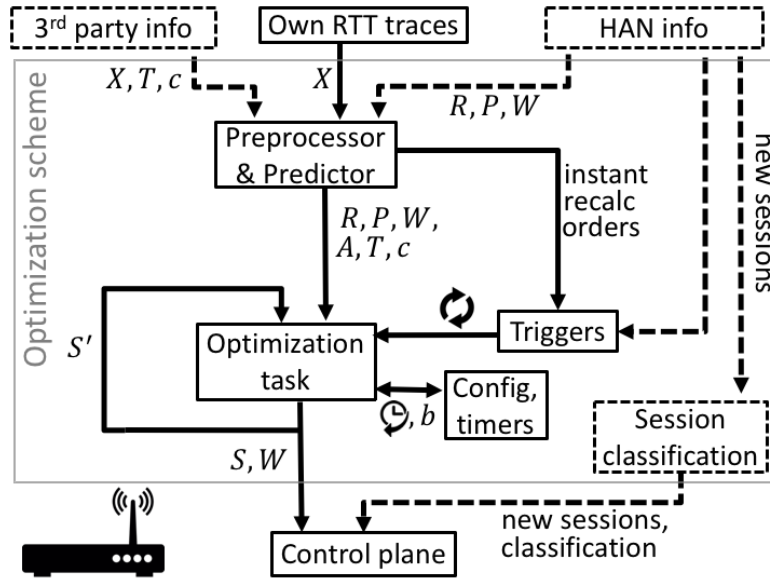 3rd party info
Own RTT traces
HAN info
Optimization scheme
X, T, c
X
R, P, W
Preprocessor
& Predictor
instant
recalc
orders
new sessions
R, P, W,
A, T, c
S′
Optimization
task
Triggers
, b
Config,
timers
Session
classification
S, W
new sessions,
classification
Control plane